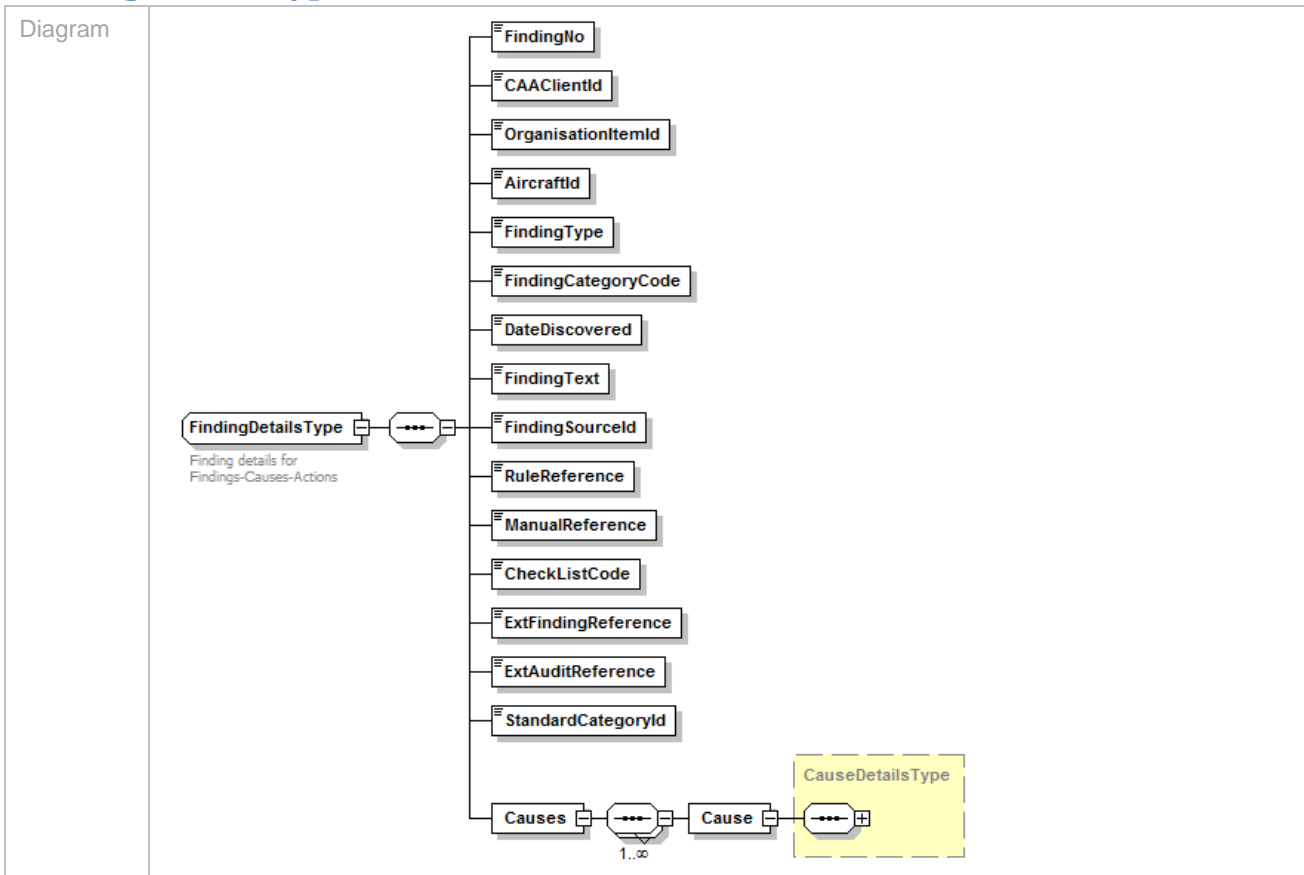 Diagram
FindingNo
CAAClientId
OrganisationItemId
AircraftId
FindingType
FindingCategoryCode
DateDiscovered
FindingText
FindingDetailsType
Finding details for
Findings-Causes-Actions
FindingSourceId
RuleReference
ManualReference
CheckListCode
ExtFindingReference
ExtAuditReference
StandardCategoryId
CauseDetailsType
Causes
Cause
1..∞